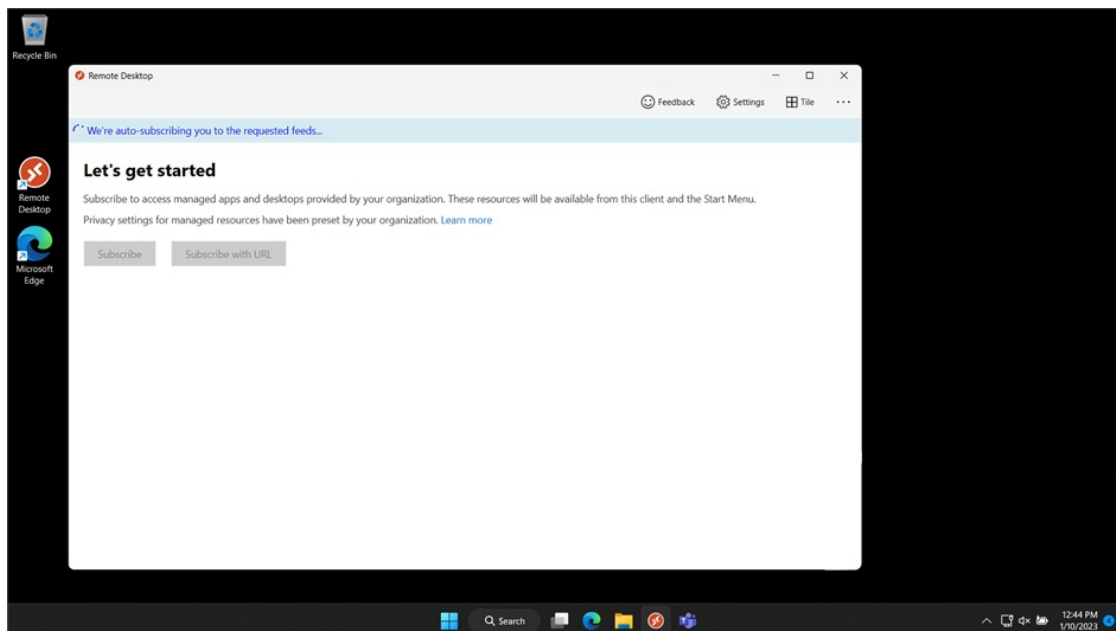 Recycle Bin
Remote Desktop
Feedback
Settings
Tile
We're auto-subscribing you to the requested feeds...
Let's get started
Subscribe to access managed apps and desktops provided by your organization. These resources will be available from this client and the Start Menu.
Privacy settings for managed resources have been preset by your organization. Learn more
Subscribe
Subscribe with URL
Remote
Desktop
Microsoft
Edge
Search
12:44 PM
1/10/2023